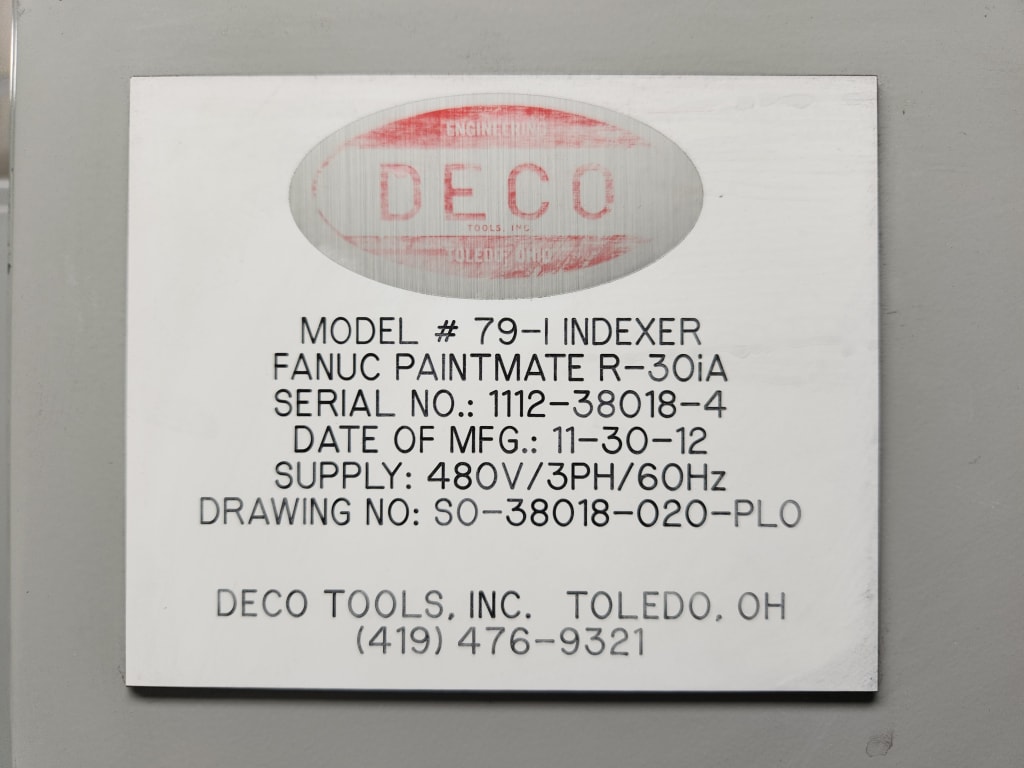 ENGINEERING
DECO
TOOLS, INC.
TOLEDO, OHIO
MODEL # 79-I INDEXER
FANUC PAINTMATE R-30iA
SERIAL NO.: 1112-38018-4
DATE OF MFG.: 11-30-12
SUPPLY: 480V/3PH/60Hz
DRAWING NO: SO-38018-020-PLO
DECO TOOLS, INC. TOLEDO, OH
(419) 476-9321